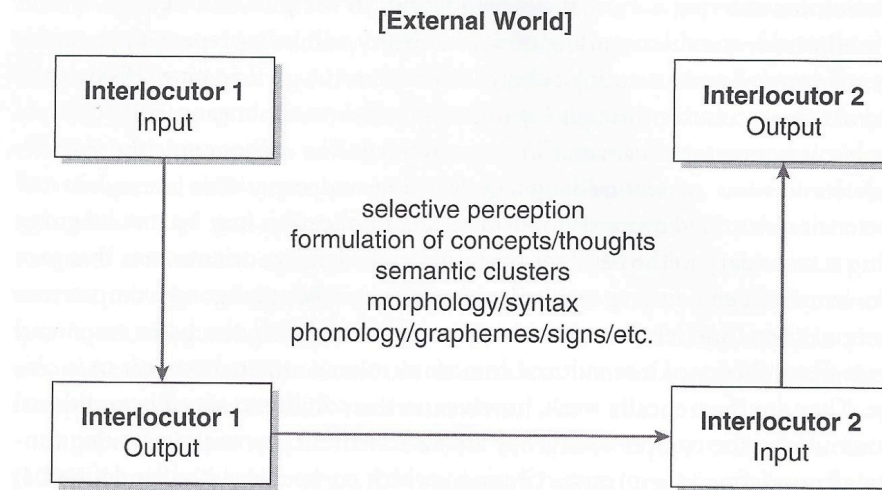 [External World]
Interlocutor 1
Input
Interlocutor 2
Output
selective perception
formulation of concepts/thoughts
semantic clusters
morphology/syntax
phonology/graphemes/signs/etc.
Interlocutor 1
Output
Interlocutor 2
Input